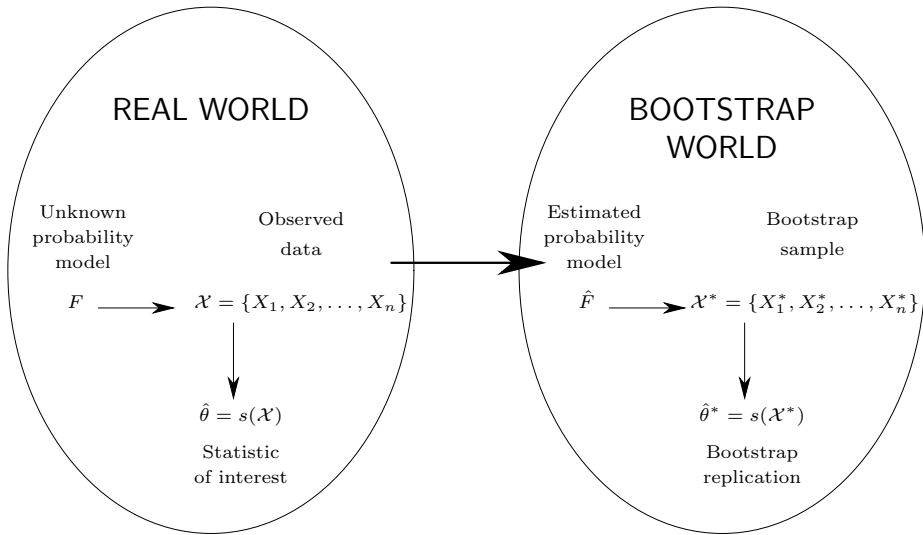 REAL WORLD
Unknown
probability
model
Observed
data
F
𝒳 = {X₁, X₂, . . . , Xₙ}
θ̂ = s(𝒳)
Statistic
of interest
BOOTSTRAP
WORLD
Estimated
probability
model
Bootstrap
sample
F̂
𝒳* = {X₁*, X₂*, . . . , Xₙ*}
θ̂* = s(𝒳*)
Bootstrap
replication